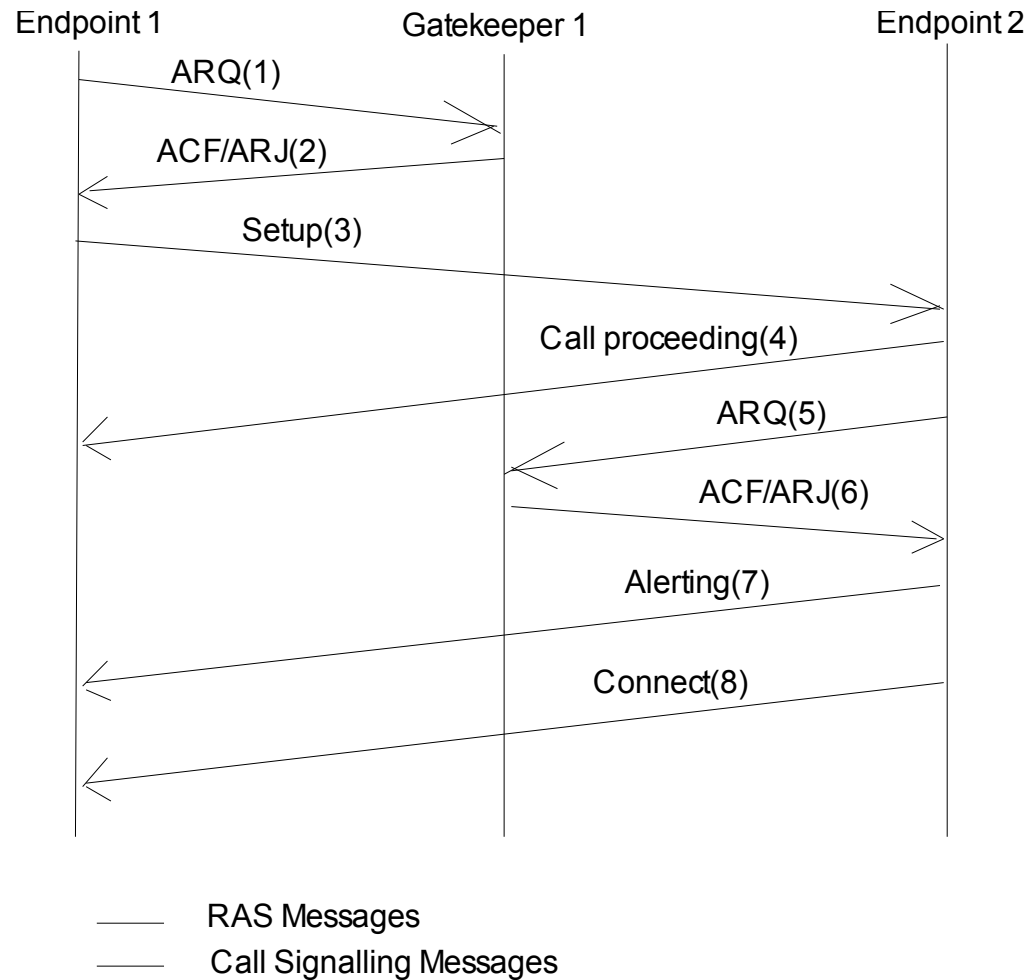 Endpoint 1
Gatekeeper 1
Endpoint 2
ARQ(1)
ACF/ARJ(2)
Setup(3)
Call proceeding(4)
ARQ(5)
ACF/ARJ(6)
Alerting(7)
Connect(8)
RAS Messages
Call Signalling Messages